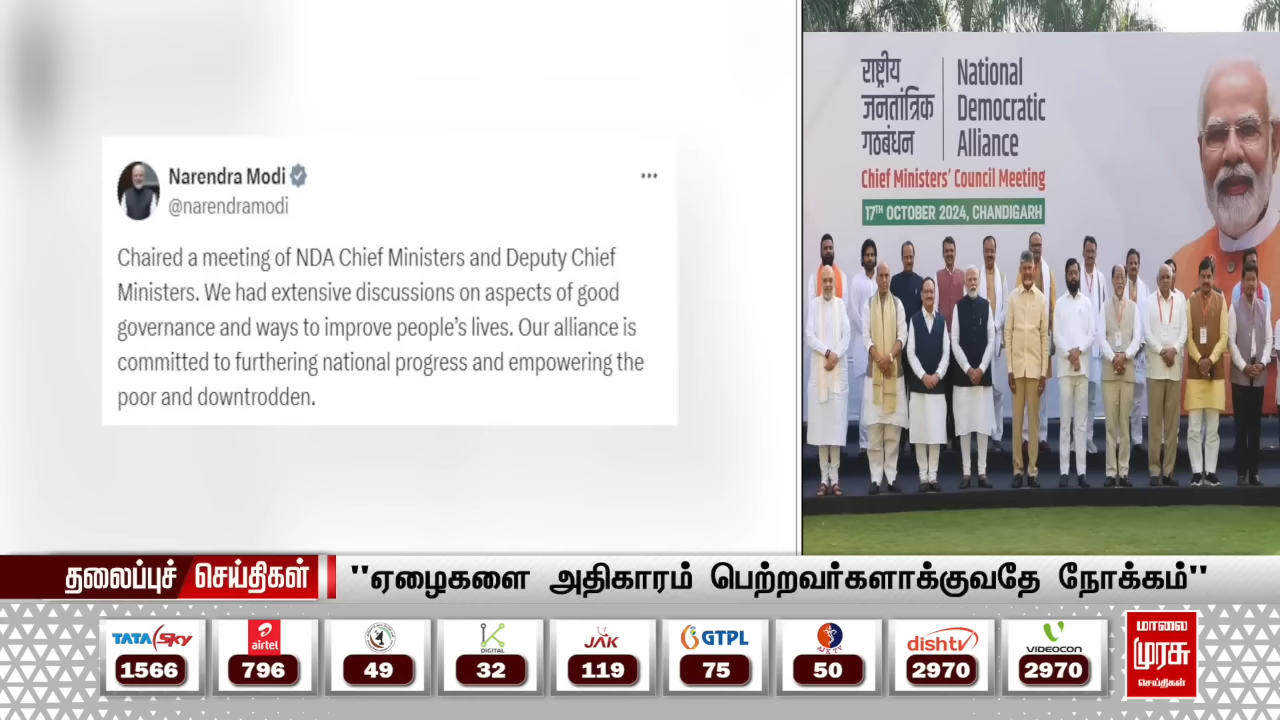 Narendra Modi
@narendramodi
Chaired a meeting of NDA Chief Ministers and Deputy Chief
Ministers. We had extensive discussions on aspects of good
governance and ways to improve people's lives. Our alliance is
committed to furthering national progress and empowering the
poor and downtrodden.
राष्ट्रीय
जनतांत्रिक
गठबंधन
National
Democratic
Alliance
Chief Ministers' Council Meeting
17TH OCTOBER 2024, CHANDIGARH
தலைப்புச் செய்திகள்
"ஏழைகளை அதிகாரம் பெற்றவர்களாக்குவதே நோக்கம்"
TATA Sky
1566
airtel
796
49
DIGITAL
32
JAK
119
GTPL
75
AJK TV
50
dishtv
2970
VIDEOCON
2970
மாலை
முரசு
செய்திகள்